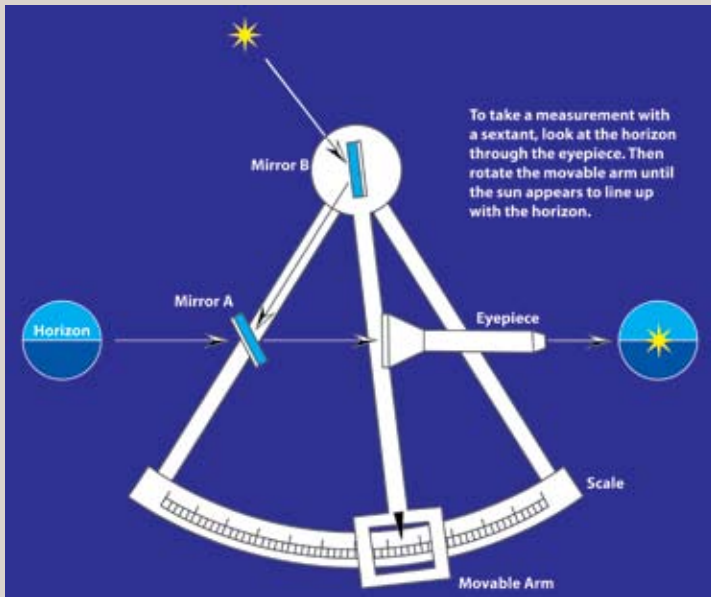 To take a measurement with
a sextant, look at the horizon
through the eyepiece. Then
rotate the movable arm until
the sun appears to line up
with the horizon.
Mirror B
Mirror A
Horizon
Eyepiece
Scale
Movable Arm